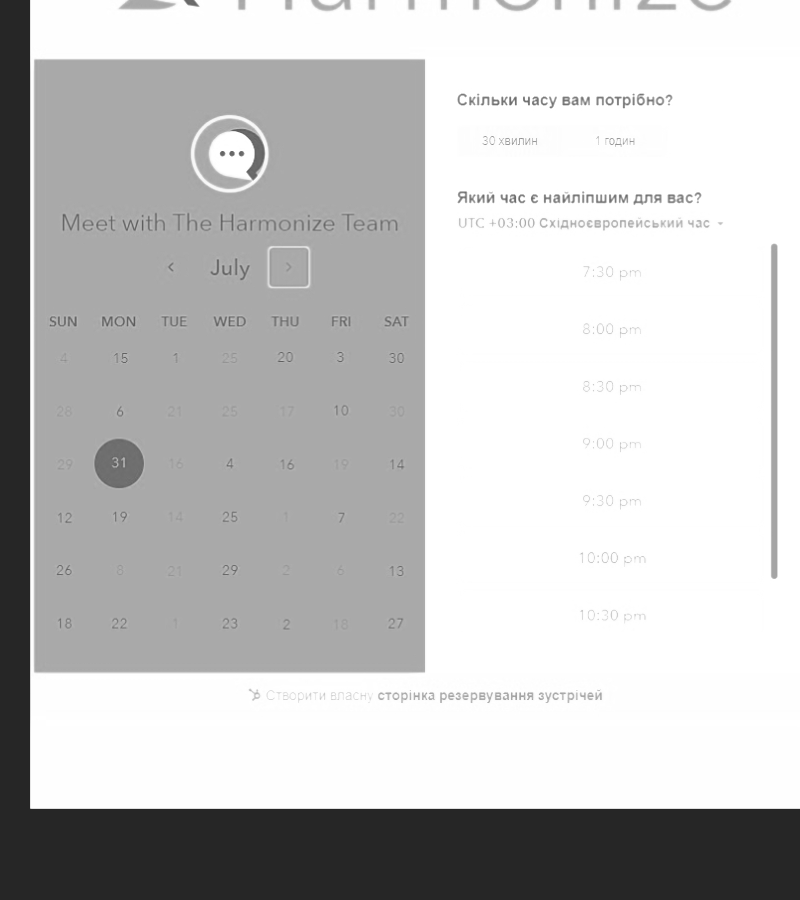 Harmonize
Meet with The Harmonize Team
July
SUN MON TUE WED THU FRI SAT
4 15 1 25 20 3 30
28 6 21 25 17 10 30
29 31 16 4 16 19 14
12 19 14 25 1 7 22
26 8 21 29 2 6 13
18 22 1 23 2 18 27
Скільки часу вам потрібно?
30 хвилин 1 годин
Який час є найліпшим для вас?
UTC +03:00 Східноєвропейський час
7:30 pm
8:00 pm
8:30 pm
9:00 pm
9:30 pm
10:00 pm
10:30 pm
Створити власну сторінка резервування зустрічей